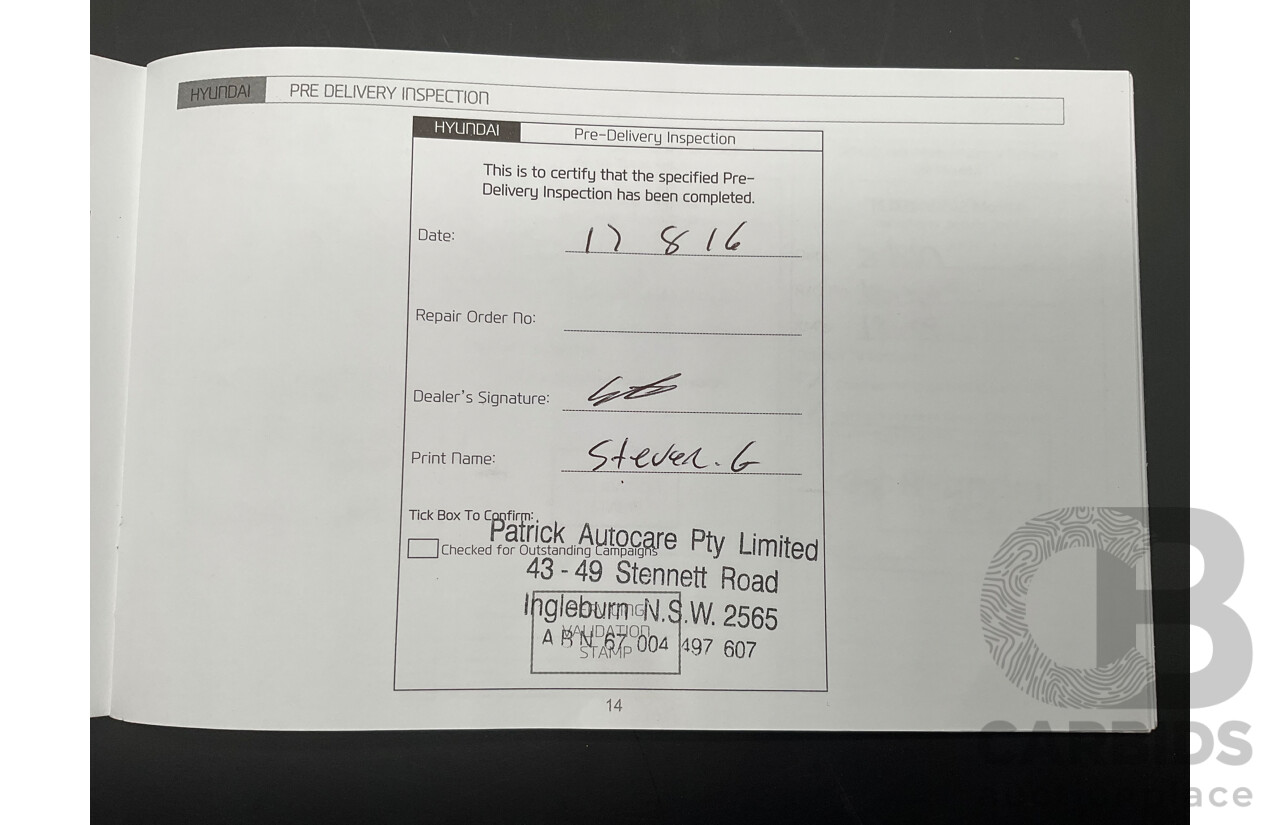 HYUNDAI PRE DELIVERY INSPECTION
HYUNDAI Pre-Delivery Inspection
This is to certify that the specified Pre-
Delivery Inspection has been completed.
Date: 17 8 16
Repair Order No:
Dealer's Signature:
Print Name: Steven. G
Tick Box To Confirm:
Patrick Autocare Pty Limited
Checked for Outstanding Campaigns
43 - 49 Stennett Road
Ingleburn N.S.W. 2565
VALIDATION
A B N 67 004 497 607
STAMP
14
CB
CARBIDS